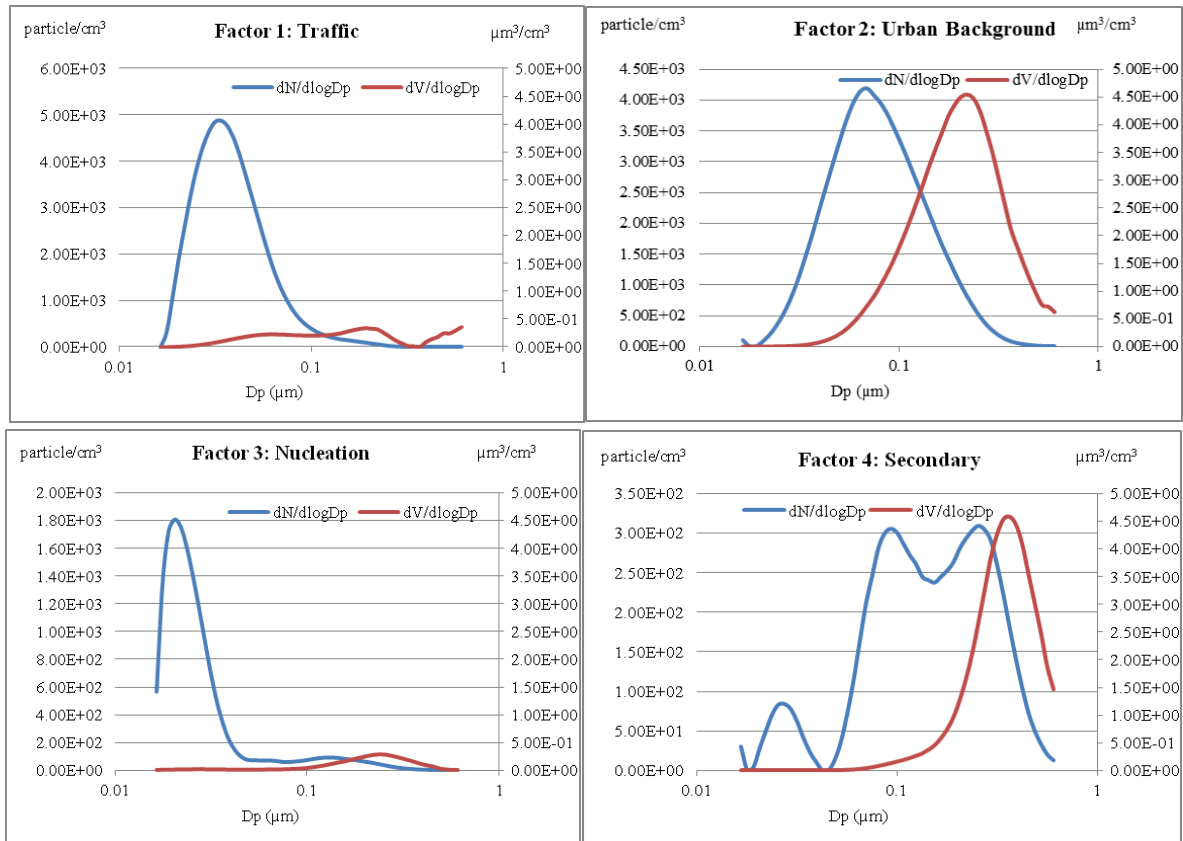 particle/cm³ Factor 1: Traffic µm³/cm³
6.00E+03 5.00E+00
dN/dlogDp dV/dlogDp
4.50E+00
5.00E+03
4.00E+00
4.00E+03 3.50E+00
3.00E+00
3.00E+03 2.50E+00
2.00E+00
2.00E+03
1.50E+00
1.00E+03 1.00E+00
5.00E-01
0.00E+00 0.00E+00
0.01 0.1 1
Dp (µm)
particle/cm³ Factor 2: Urban Background µm³/cm³
4.50E+03 5.00E+00
dN/dlogDp dV/dlogDp
4.00E+03 4.50E+00
3.50E+03 4.00E+00
3.00E+03 3.50E+00
2.50E+03 3.00E+00
2.50E+00
2.00E+03
2.00E+00
1.50E+03
1.50E+00
1.00E+03 1.00E+00
5.00E+02 5.00E-01
0.00E+00 0.00E+00
0.01 0.1 1
Dp (µm)
particle/cm³ Factor 3: Nucleation µm³/cm³
2.00E+03 5.00E+00
1.80E+03 dN/dlogDp dV/dlogDp 4.50E+00
1.60E+03 4.00E+00
1.40E+03 3.50E+00
1.20E+03 3.00E+00
1.00E+03 2.50E+00
8.00E+02 2.00E+00
6.00E+02 1.50E+00
4.00E+02 1.00E+00
2.00E+02 5.00E-01
0.00E+00 0.00E+00
0.01 0.1 1
Dp (µm)
particle/cm³ Factor 4: Secondary µm³/cm³
3.50E+02 5.00E+00
dN/dlogDp dV/dlogDp
4.50E+00
3.00E+02
4.00E+00
2.50E+02 3.50E+00
3.00E+00
2.00E+02
2.50E+00
1.50E+02
2.00E+00
1.00E+02 1.50E+00
1.00E+00
5.00E+01
5.00E-01
0.00E+00 0.00E+00
0.01 0.1 1
Dp (µm)